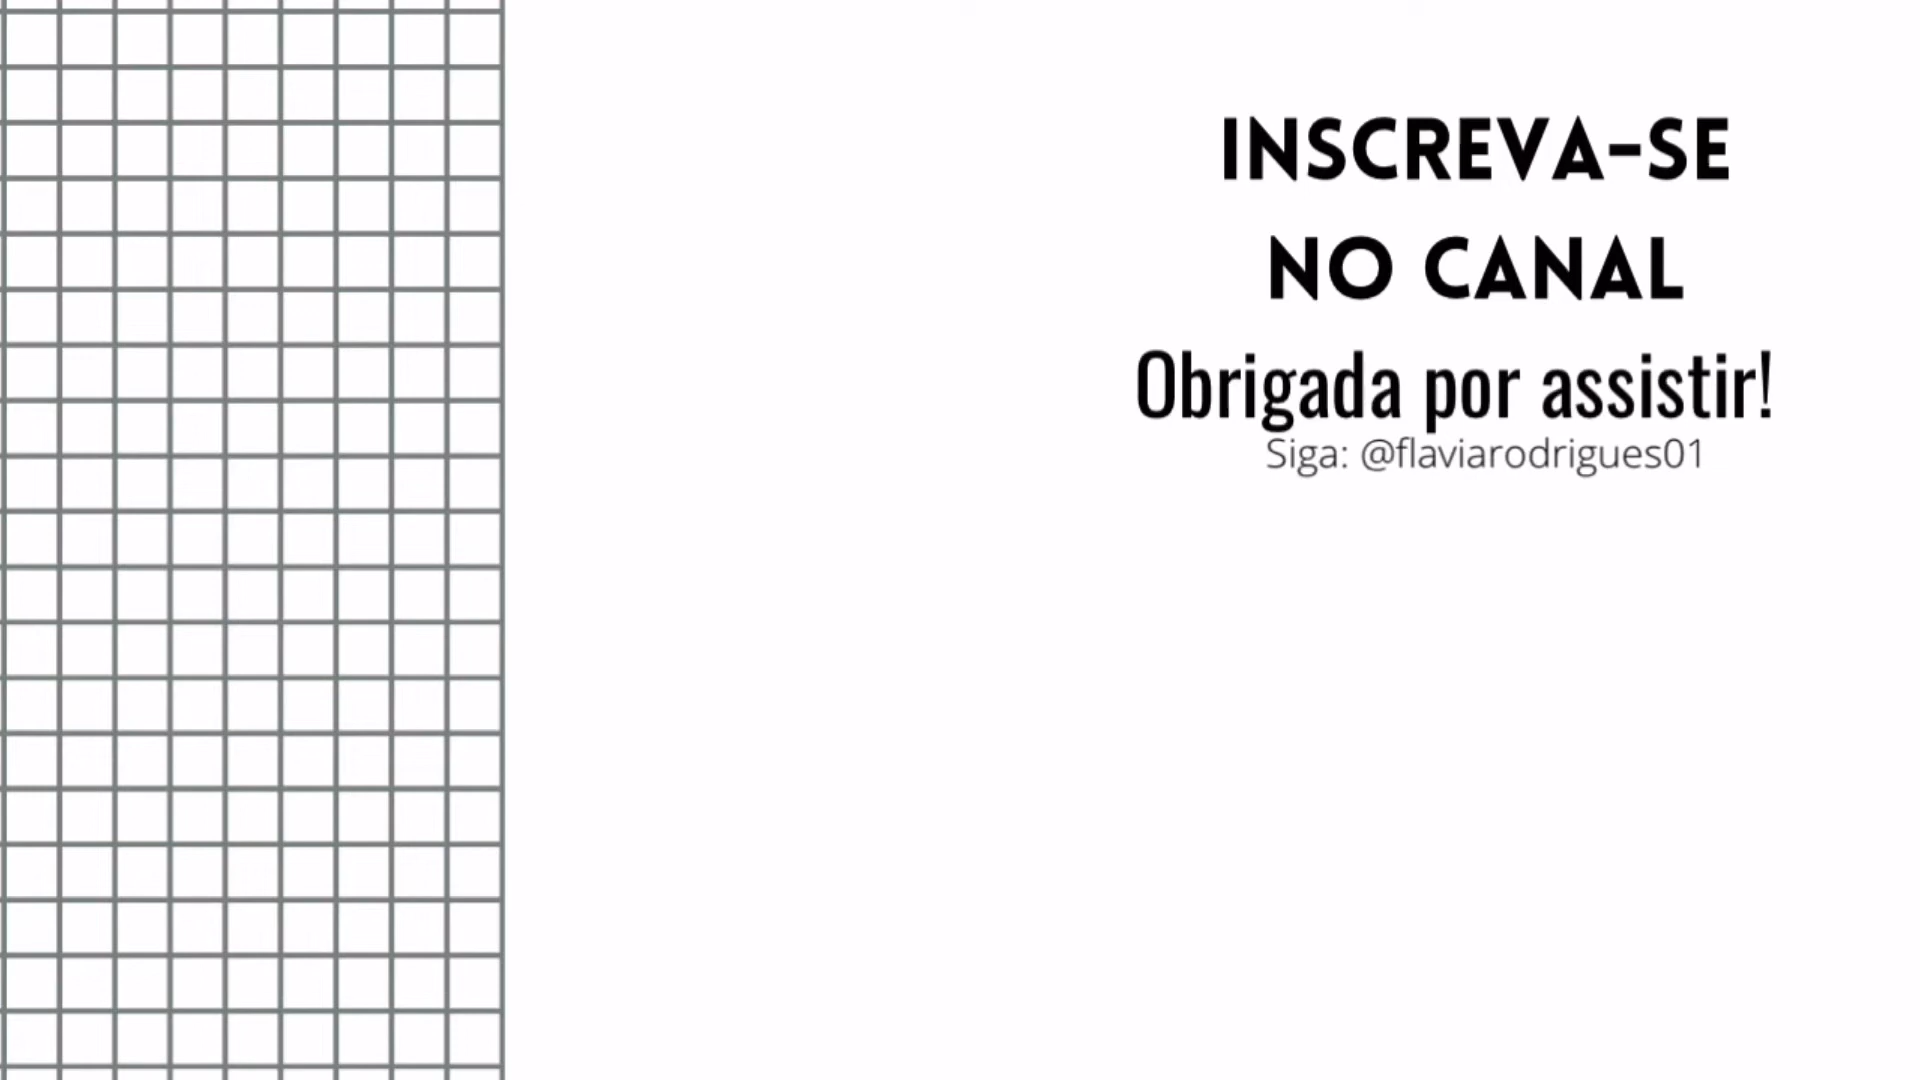 INSCREVA-SE
NO CANAL
Obrigada por assistir!
Siga: @flaviarodrigues01